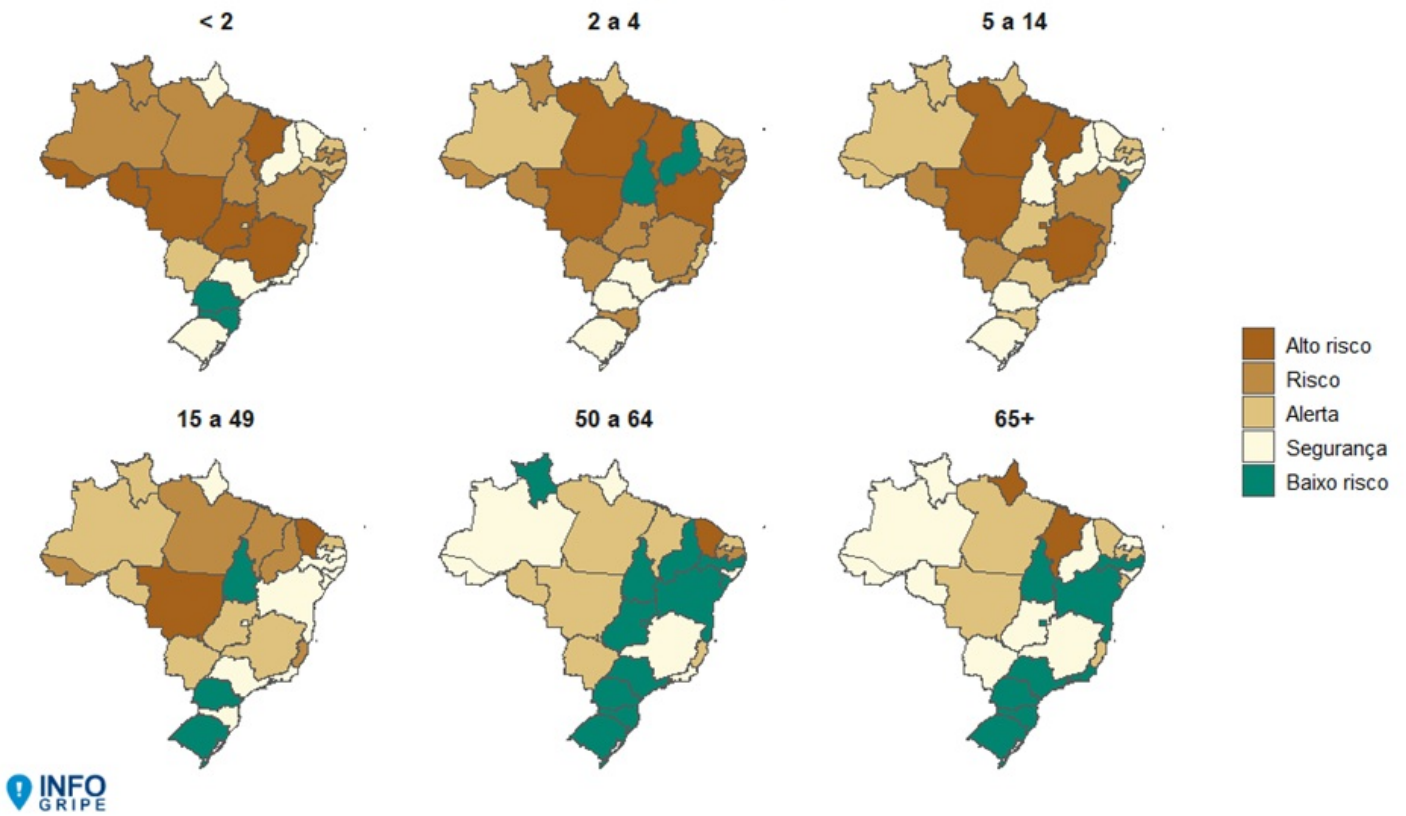 < 2
2 a 4
5 a 14
15 a 49
50 a 64
65+
Alto risco
Risco
Alerta
Segurança
Baixo risco
INFO
GRIPE